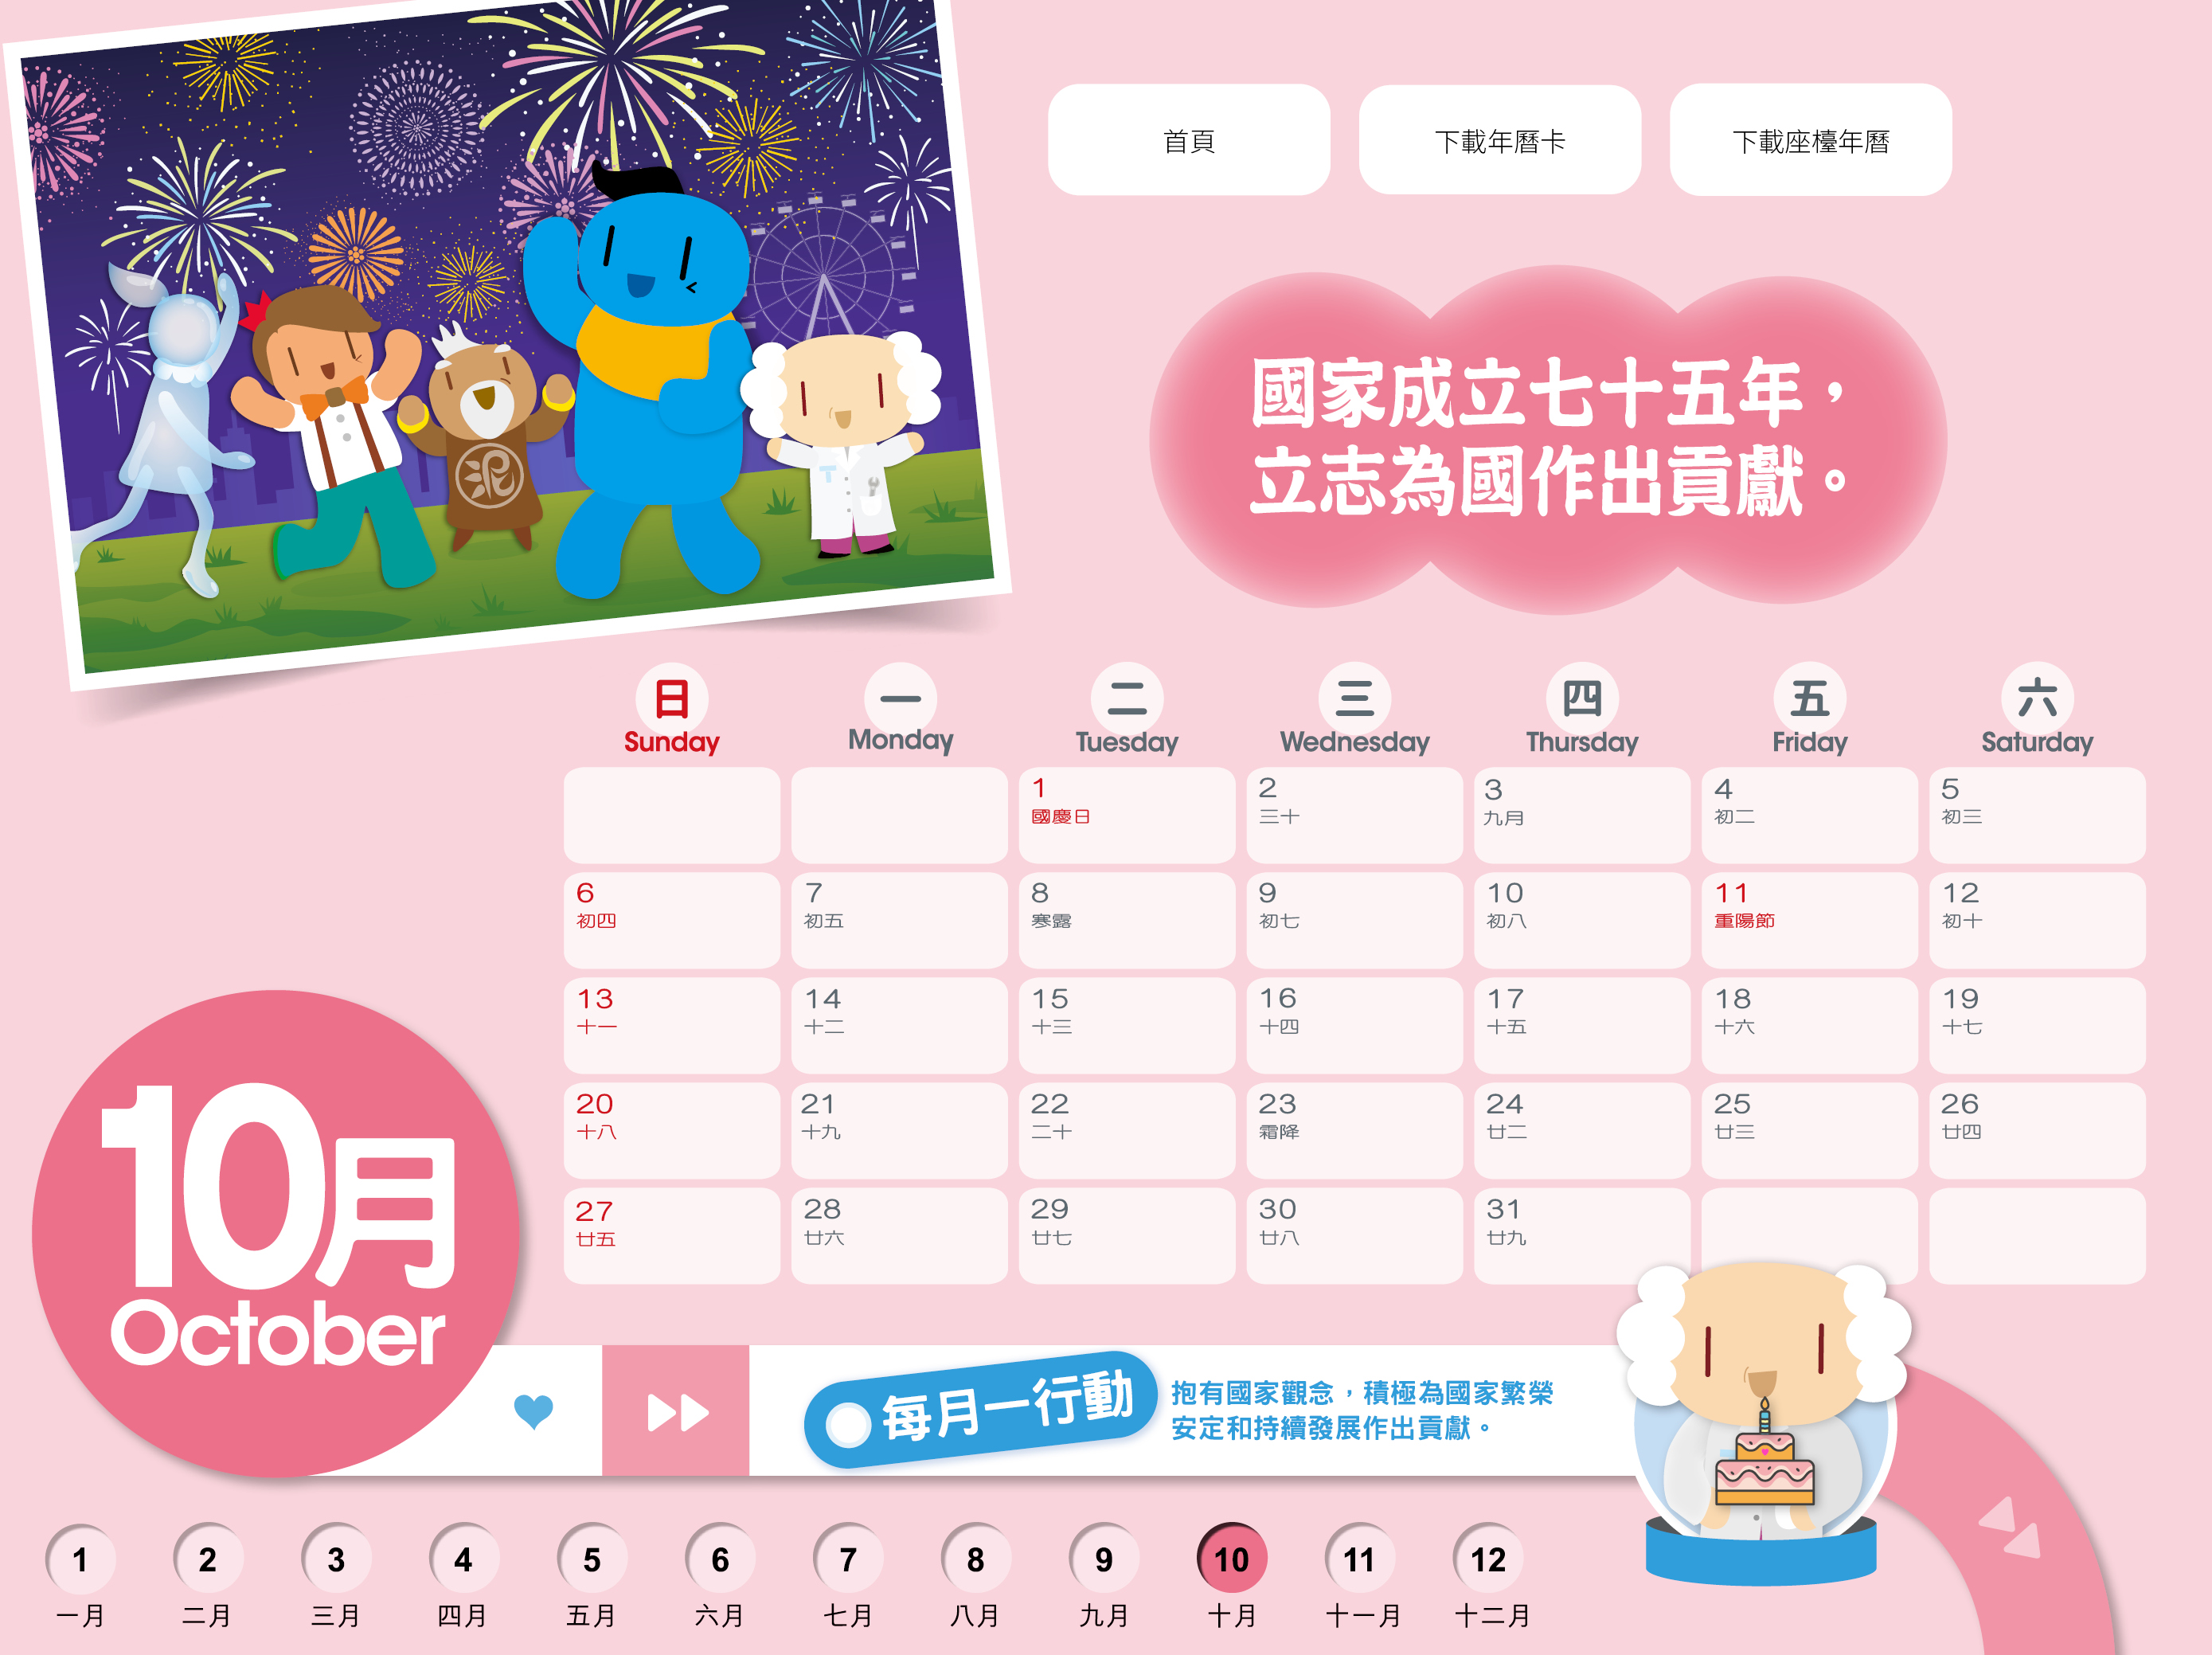 首頁
下載年曆卡
下載座檯年曆
國家成立七十五年，
立志為國作出貢獻。
日 一 二 三 四 五 六
Sunday Monday Tuesday Wednesday Thursday Friday Saturday
1 2 3 4 5
國慶日 三十 九月 初二 初三
6 7 8 9 10 11 12
初四 初五 寒露 初七 初八 重陽節 初十
13 14 15 16 17 18 19
十一 十二 十三 十四 十五 十六 十七
20 21 22 23 24 25 26
十八 十九 二十 霜降 廿二 廿三 廿四
27 28 29 30 31
廿五 廿六 廿七 廿八 廿九
10月
October
每月一行動
抱有國家觀念，積極為國家繁榮
安定和持續發展作出貢獻。
1 2 3 4 5 6 7 8 9 10 11 12
一月 二月 三月 四月 五月 六月 七月 八月 九月 十月 十一月 十二月